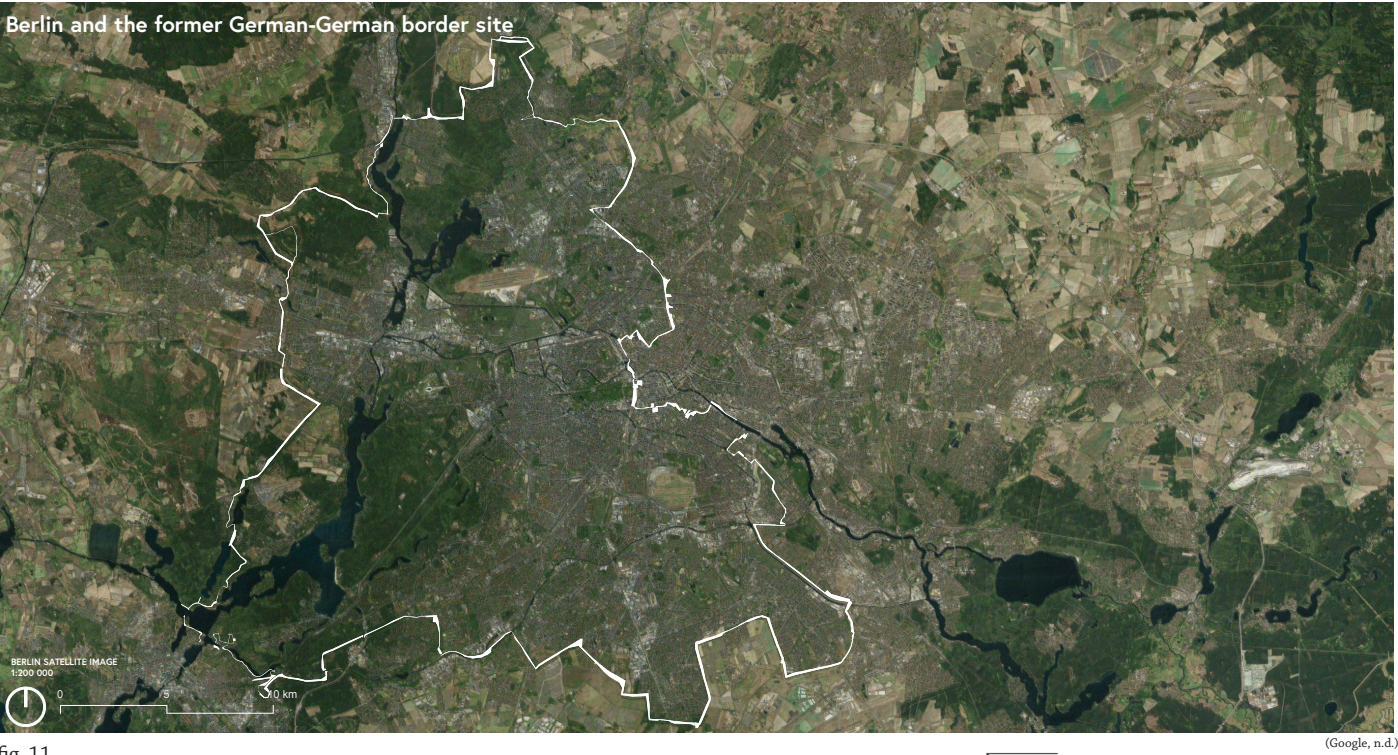 Berlin and the former German-German border site
BERLIN SATELLITE IMAGE
1:200 000
0 5 10 km
(Google, n.d.)
fig. 11